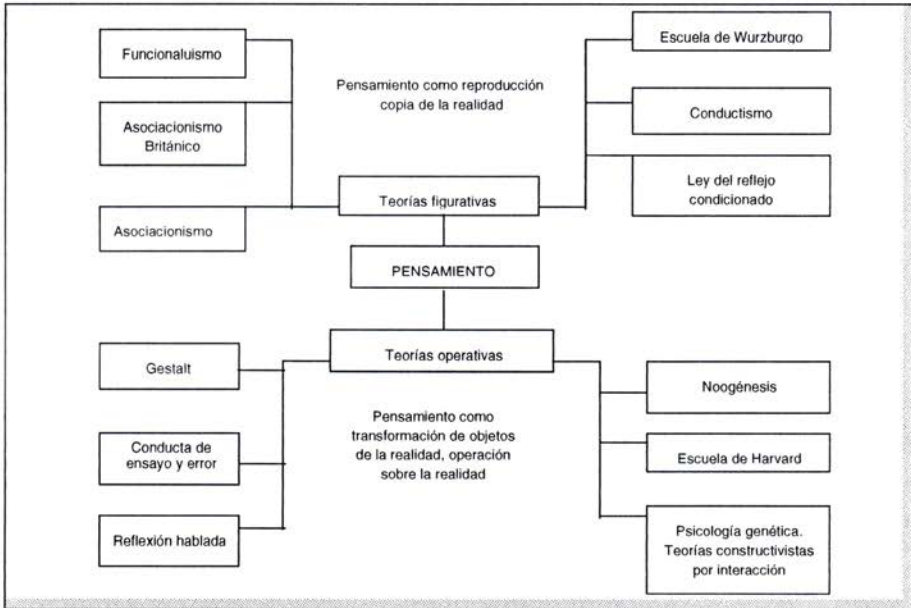 Funcionaluismo
Asociacionismo
Británico
Asociacionismo
Pensamiento como reproducción
copia de la realidad
Escuela de Wurzburgo
Conductismo
Ley del reflejo
condicionado
Teorías figurativas
PENSAMIENTO
Teorías operativas
Gestalt
Conducta de
ensayo y error
Reflexión hablada
Pensamiento como
transformación de objetos
de la realidad, operación
sobre la realidad
Noogénesis
Escuela de Harvard
Psicología genética.
Teorías constructivistas
por interacción